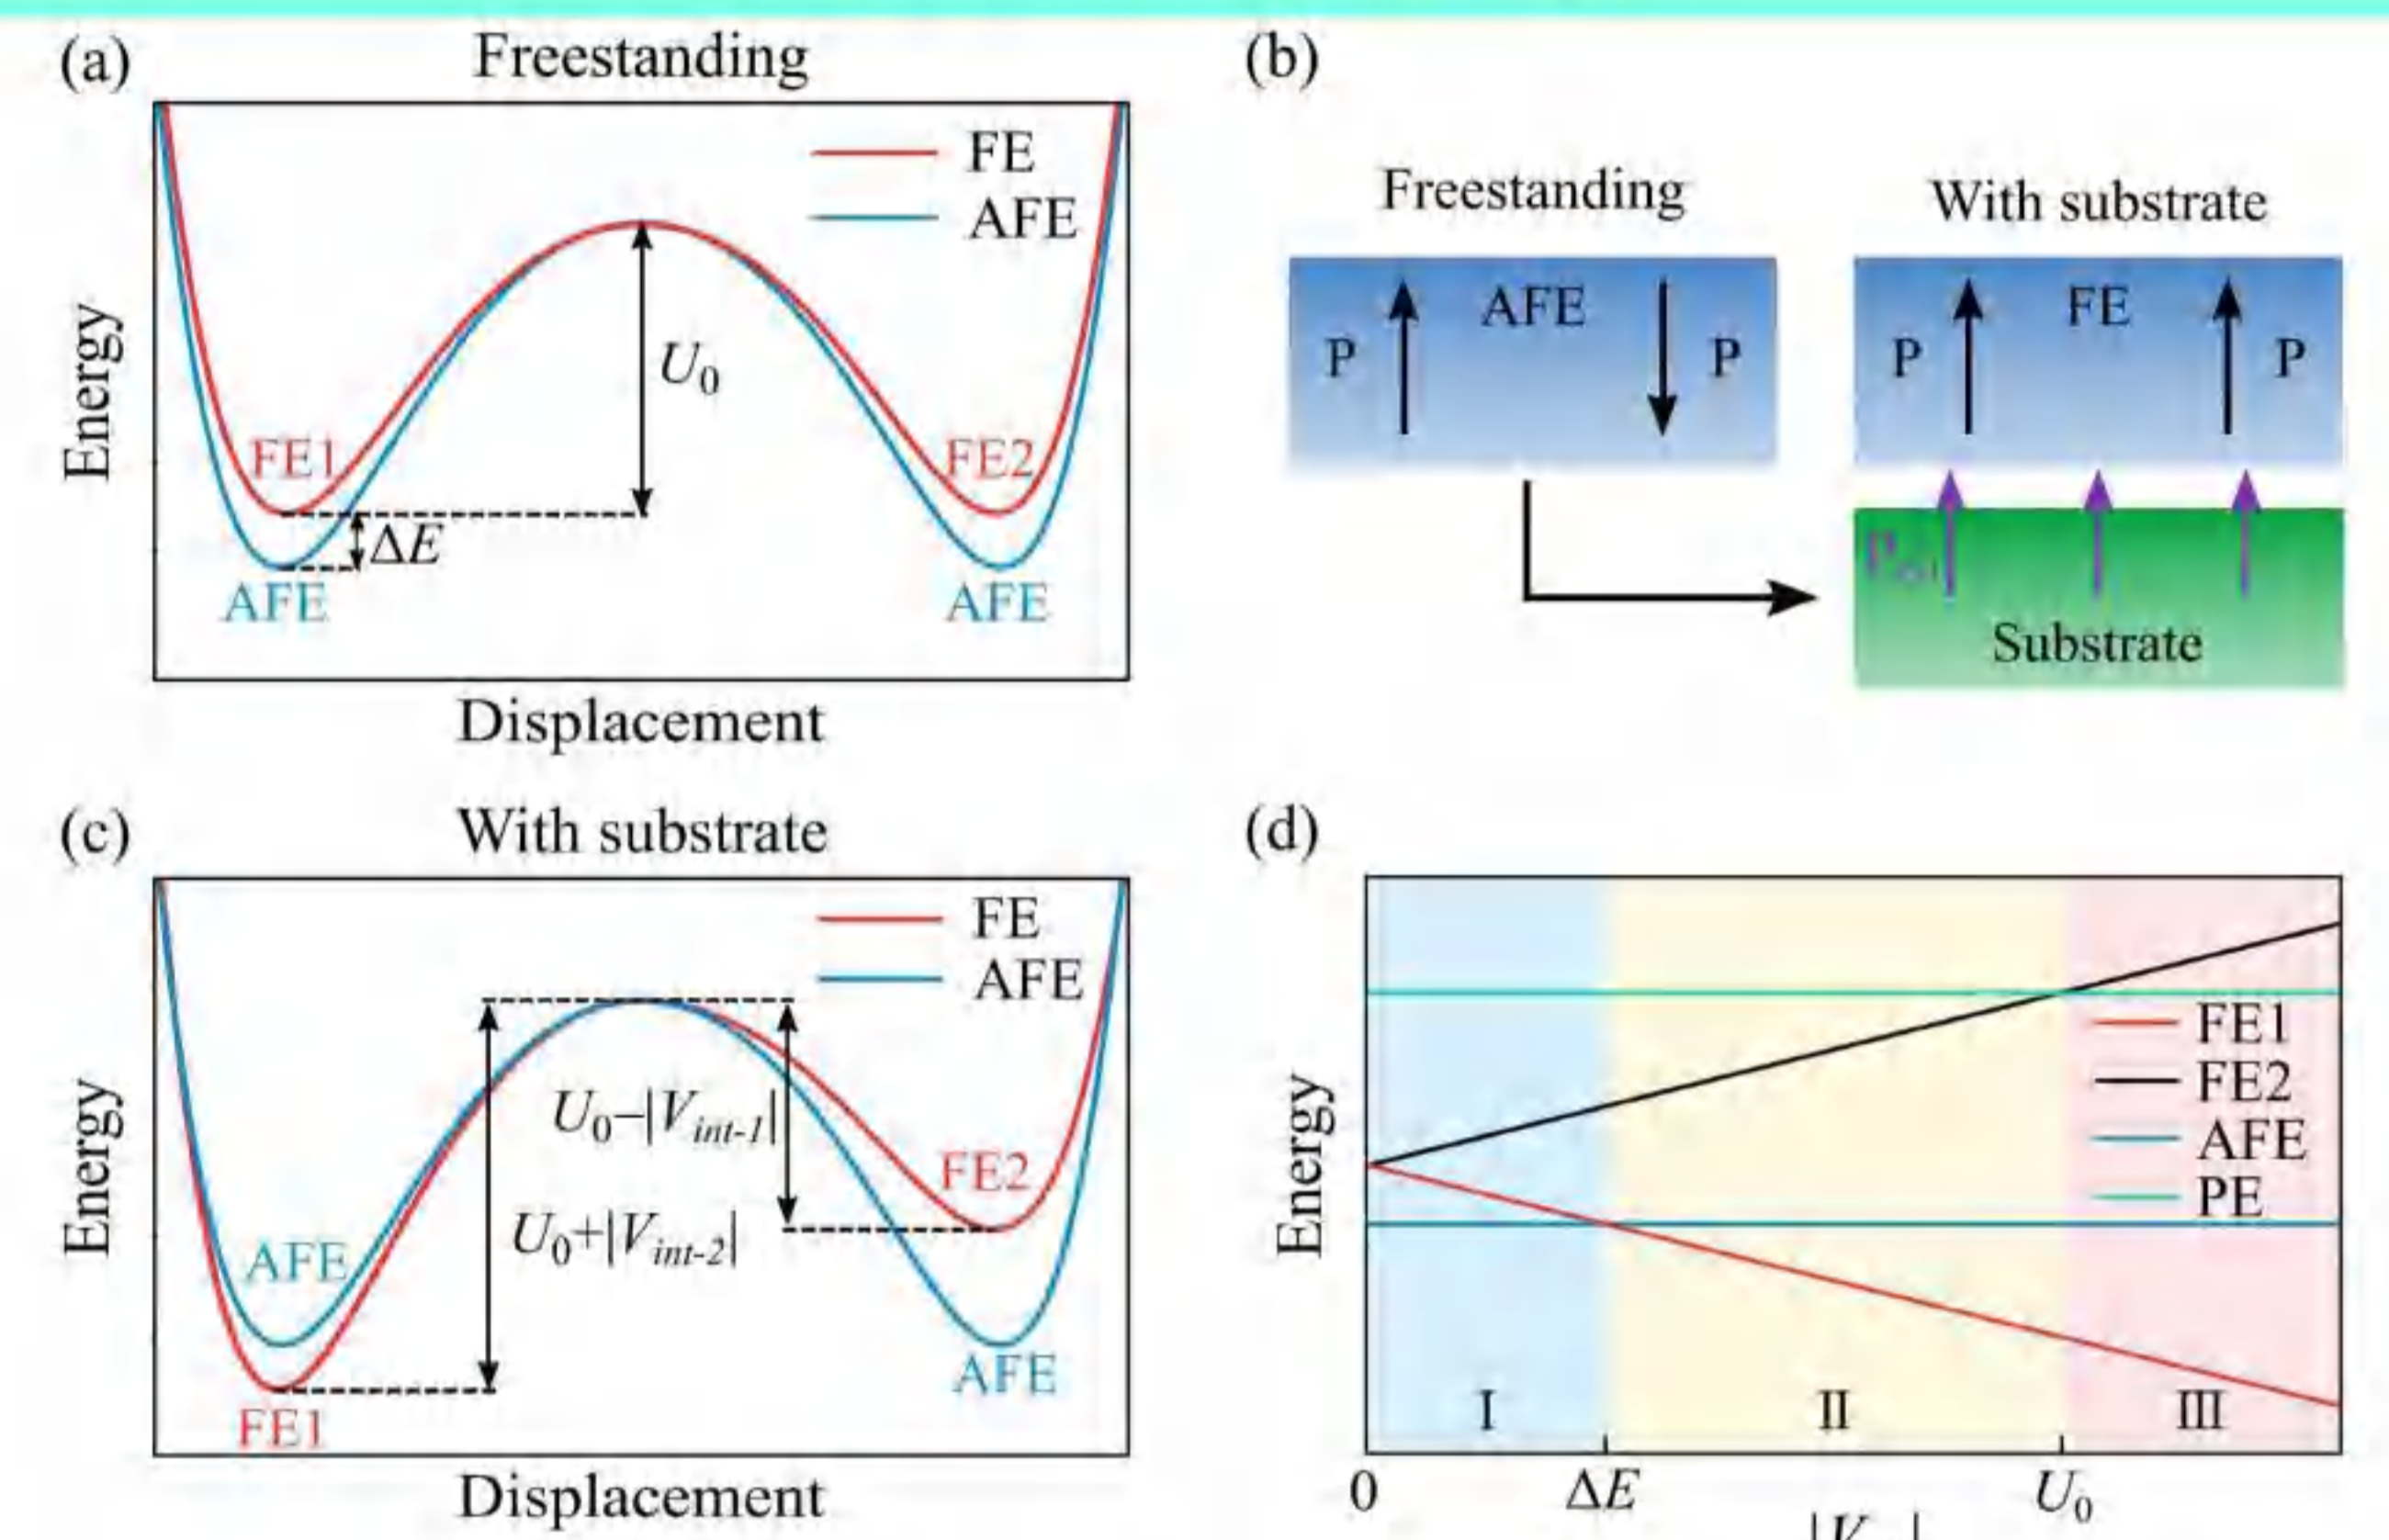 (a)
Freestanding
FE
AFE
U0
FE1
FE2
ΔE
AFE
AFE
Energy
Displacement
(b)
Freestanding
With substrate
P
AFE
P
P
FE
P
Substrate
(c)
With substrate
FE
AFE
U0−|Vint-1|
FE2
U0+|Vint-2|
AFE
AFE
FE1
Energy
Displacement
(d)
FE1
FE2
AFE
PE
Energy
I
II
III
0
ΔE
U0